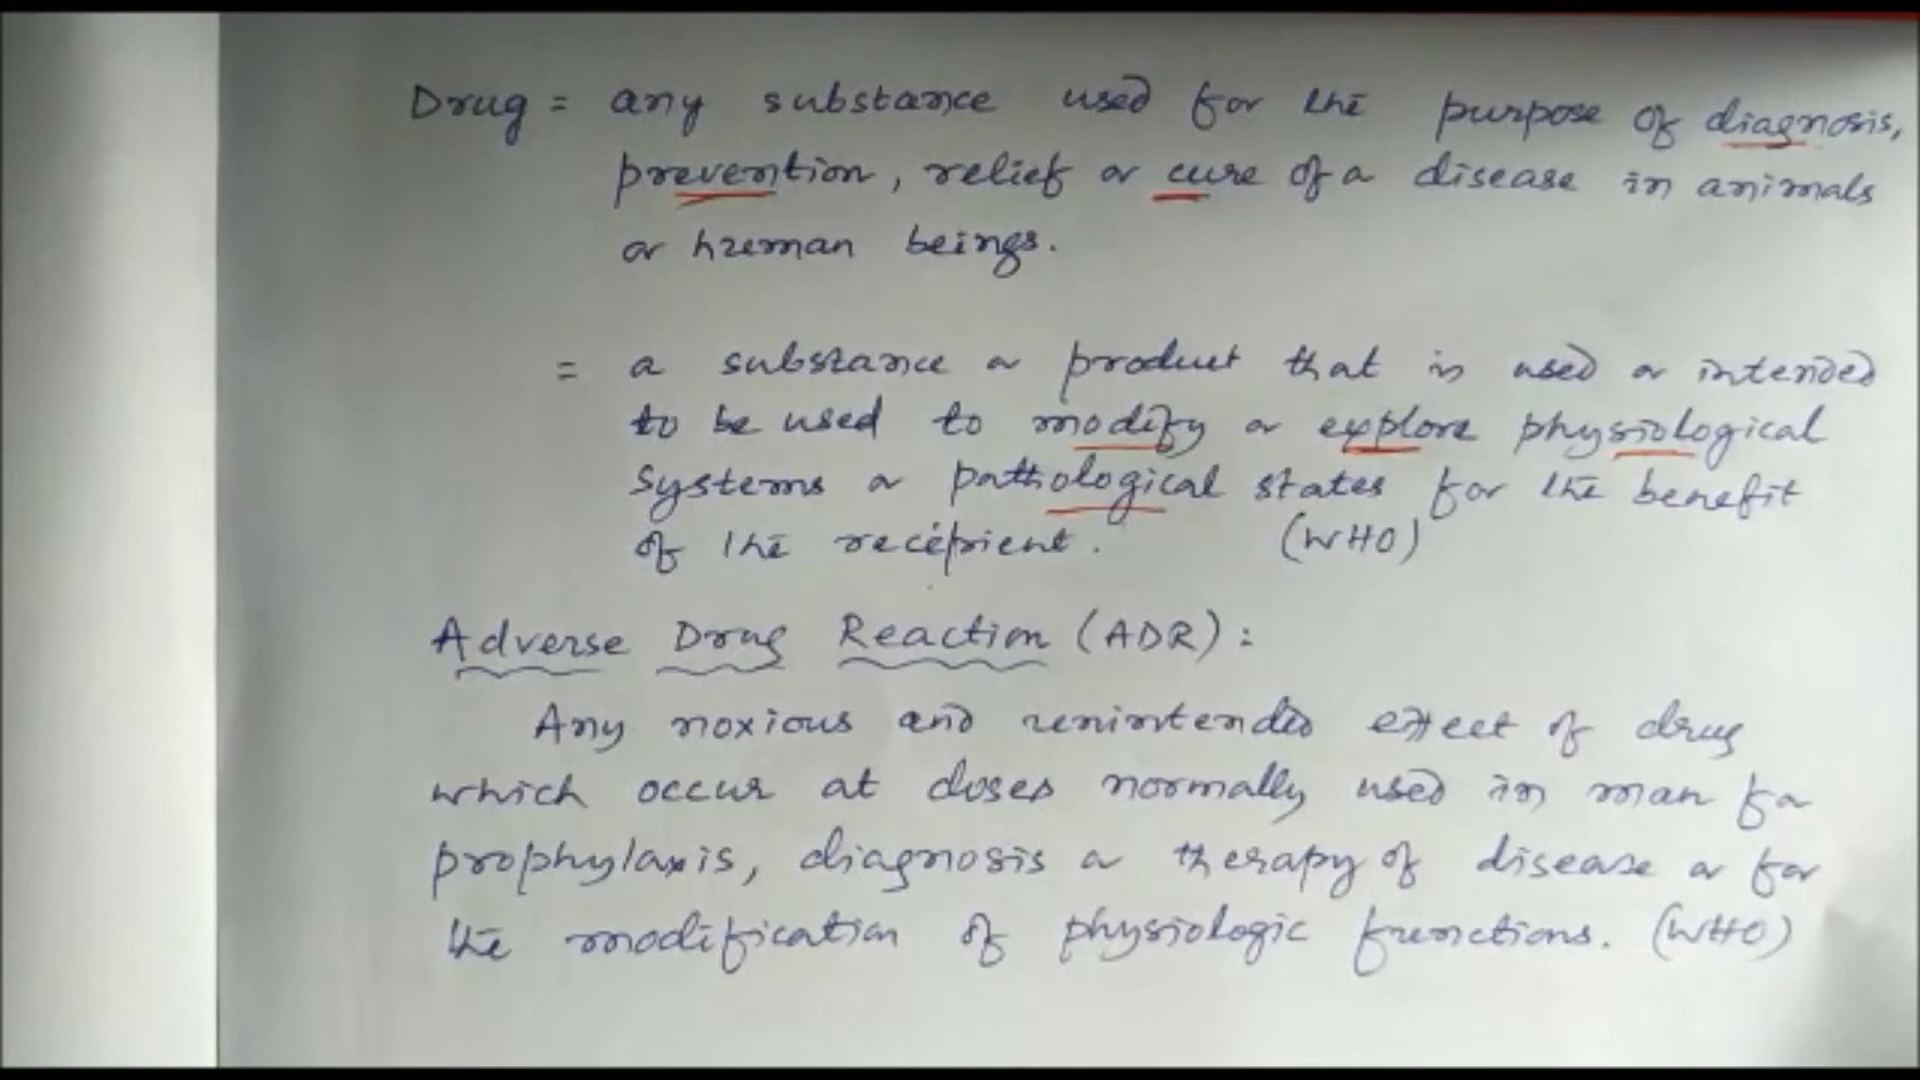 Drug = any substance used for the purpose of diagnosis,
prevention, relief or cure of a disease in animals
or human beings.
= a substance or product that is used or intended
to be used to modify or explore physiological
systems or pathological states for the benefit
of the recipient. (WHO)
Adverse Drug Reaction (ADR):
Any noxious and unintended effect of drug
which occur at doses normally used in man for
prophylaxis, diagnosis or therapy of disease or for
the modification of physiologic functions. (WHO)